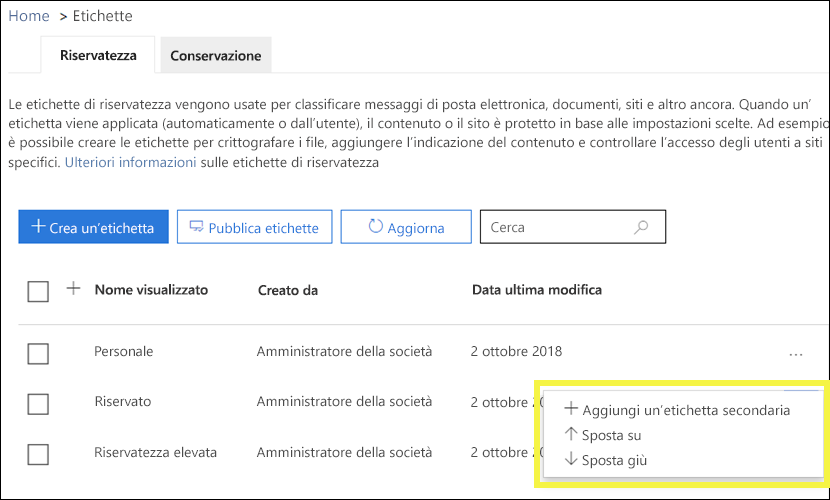 Home > Etichette
Riservatezza Conservazione
Le etichette di riservatezza vengono usate per classificare messaggi di posta elettronica, documenti, siti e altro ancora. Quando un'
etichetta viene applicata (automaticamente o dall'utente), il contenuto o il sito è protetto in base alle impostazioni scelte. Ad esempio
è possibile creare le etichette per crittografare i file, aggiungere l'indicazione del contenuto e controllare l'accesso degli utenti a siti
specifici. Ulteriori informazioni sulle etichette di riservatezza
+ Crea un'etichetta Pubblica etichette Aggiorna Cerca
+ Nome visualizzato Creato da Data ultima modifica
Personale Amministratore della società 2 ottobre 2018 ...
Riservato Amministratore della società 2 ottobre
+ Aggiungi un'etichetta secondaria
↑ Sposta su
Riservatezza elevata Amministratore della società 2 ottobre
↓ Sposta giù